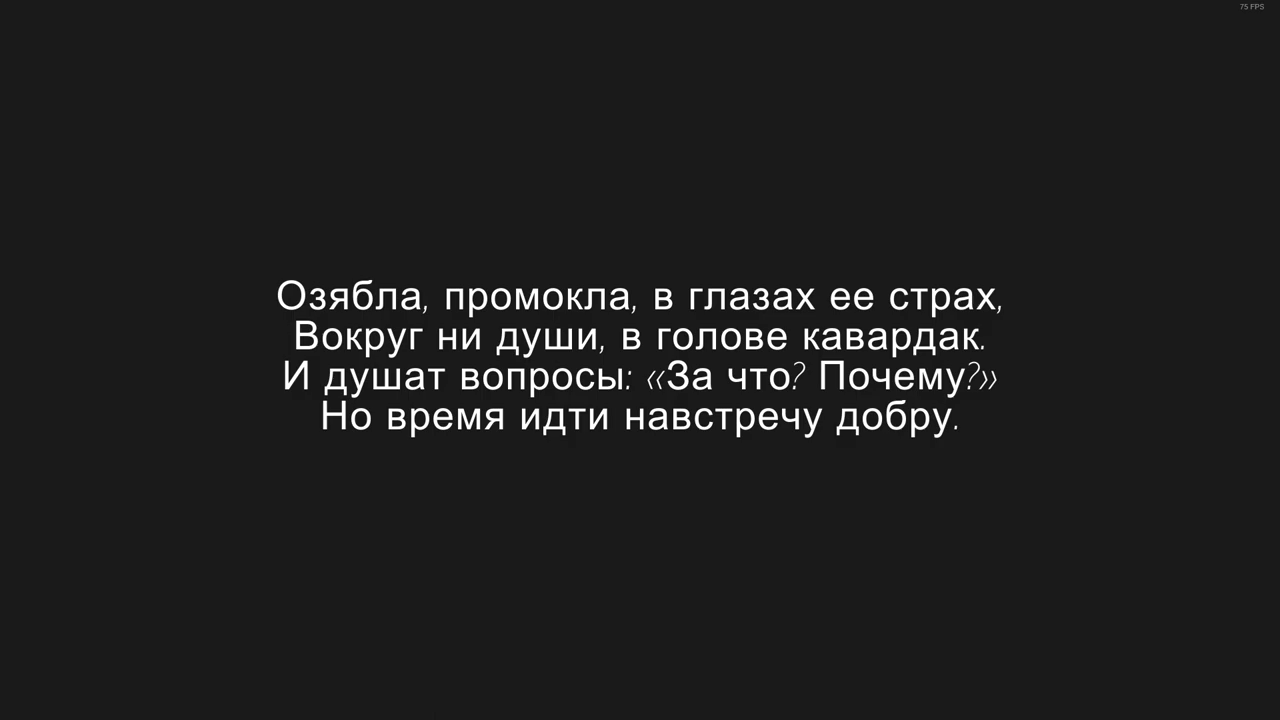 75 FPS
Озябла, промокла, в глазах ее страх,
Вокруг ни души, в голове кавардак.
И душат вопросы: «За что? Почему?»
Но время идти навстречу добру.